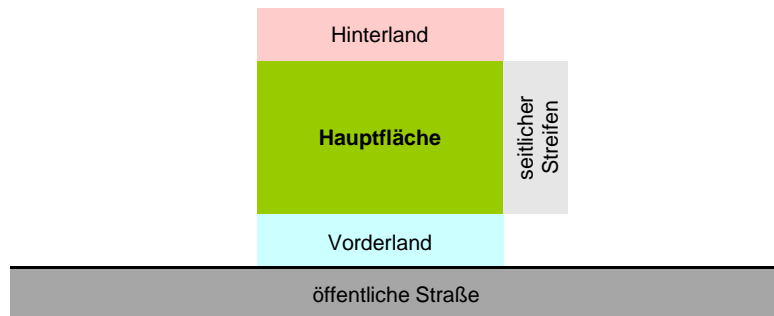 Hinterland
Hauptfläche
seitlicher
Streifen
Vorderland
öffentliche Straße